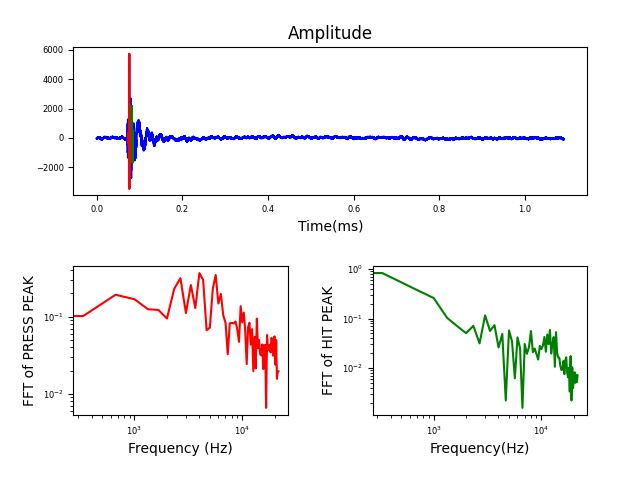 Amplitude
6000
4000
2000
0
−2000
0.0 0.2 0.4 0.6 0.8 1.0
Time(ms)
FFT of PRESS PEAK
10⁻¹
10⁻²
10³ 10⁴
Frequency (Hz)
FFT of HIT PEAK
10⁰
10⁻¹
10⁻²
10³ 10⁴
Frequency(Hz)